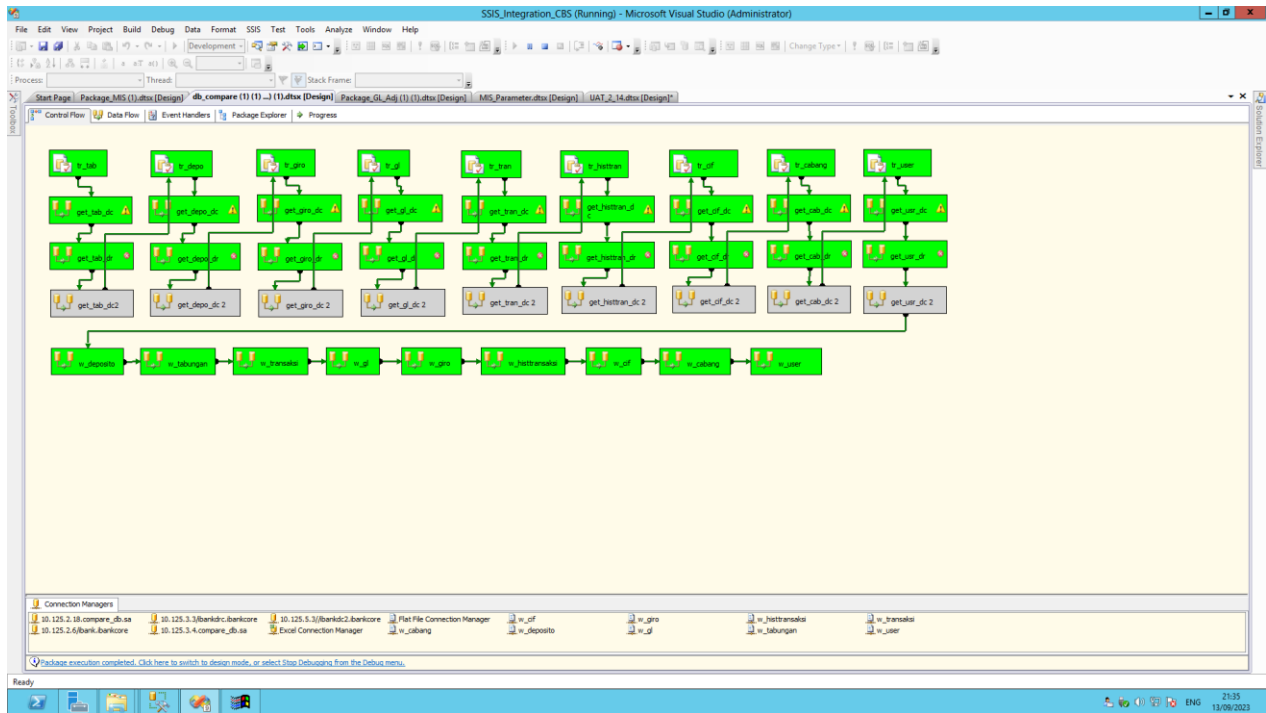 SSIS_Integration_CBS (Running) - Microsoft Visual Studio (Administrator)
File Edit View Project Build Debug Data Format SSIS Test Tools Analyze Window Help
Development
Change Type
Process: Thread: Stack Frame:
Start Page Package_MIS (1).dtsx [Design] db_compare (1) (1) ...) (1).dtsx [Design] Package_GL_Adj (1) (1).dtsx [Design] MIS_Parameter.dtsx [Design] UAT_2_14.dtsx [Design]*
Toolbox
Solution Explorer
Control Flow Data Flow Event Handlers Package Explorer Progress
tr_tab tr_depo tr_giro tr_gl tr_tran tr_histtran tr_cif tr_cabang tr_user
get_tab_dc get_depo_dc get_giro_dc get_gl_dc get_tran_dc get_histtran_d
c
get_cif_dc get_cab_dc get_usr_dc
get_tab_dr get_depo_dr get_giro_dr get_gl_d get_tran_dr get_histtran_dr get_cif_d get_cab_dr get_usr_dr
get_tab_dc2 get_depo_dc 2 get_giro_dc 2 get_gl_dc 2 get_tran_dc 2 get_histtran_dc 2 get_cif_dc 2 get_cab_dc 2 get_usr_dc 2
w_deposito w_tabungan w_transaksi w_gl w_giro w_histtransaksi w_cif w_cabang w_user
Connection Managers
10.125.2.18.compare_db.sa 10.125.3.3/ibankdrc.ibankcore 10.125.5.3//ibankdc2.ibankcore Flat File Connection Manager w_cif w_giro w_histtransaksi w_transaksi
10.125.2.6/ibank.ibankcore 10.125.3.4.compare_db.sa Excel Connection Manager w_cabang w_deposito w_gl w_tabungan w_user
Package execution completed. Click here to switch to design mode, or select Stop Debugging from the Debug menu.
Ready
ENG 21:35
13/09/2023